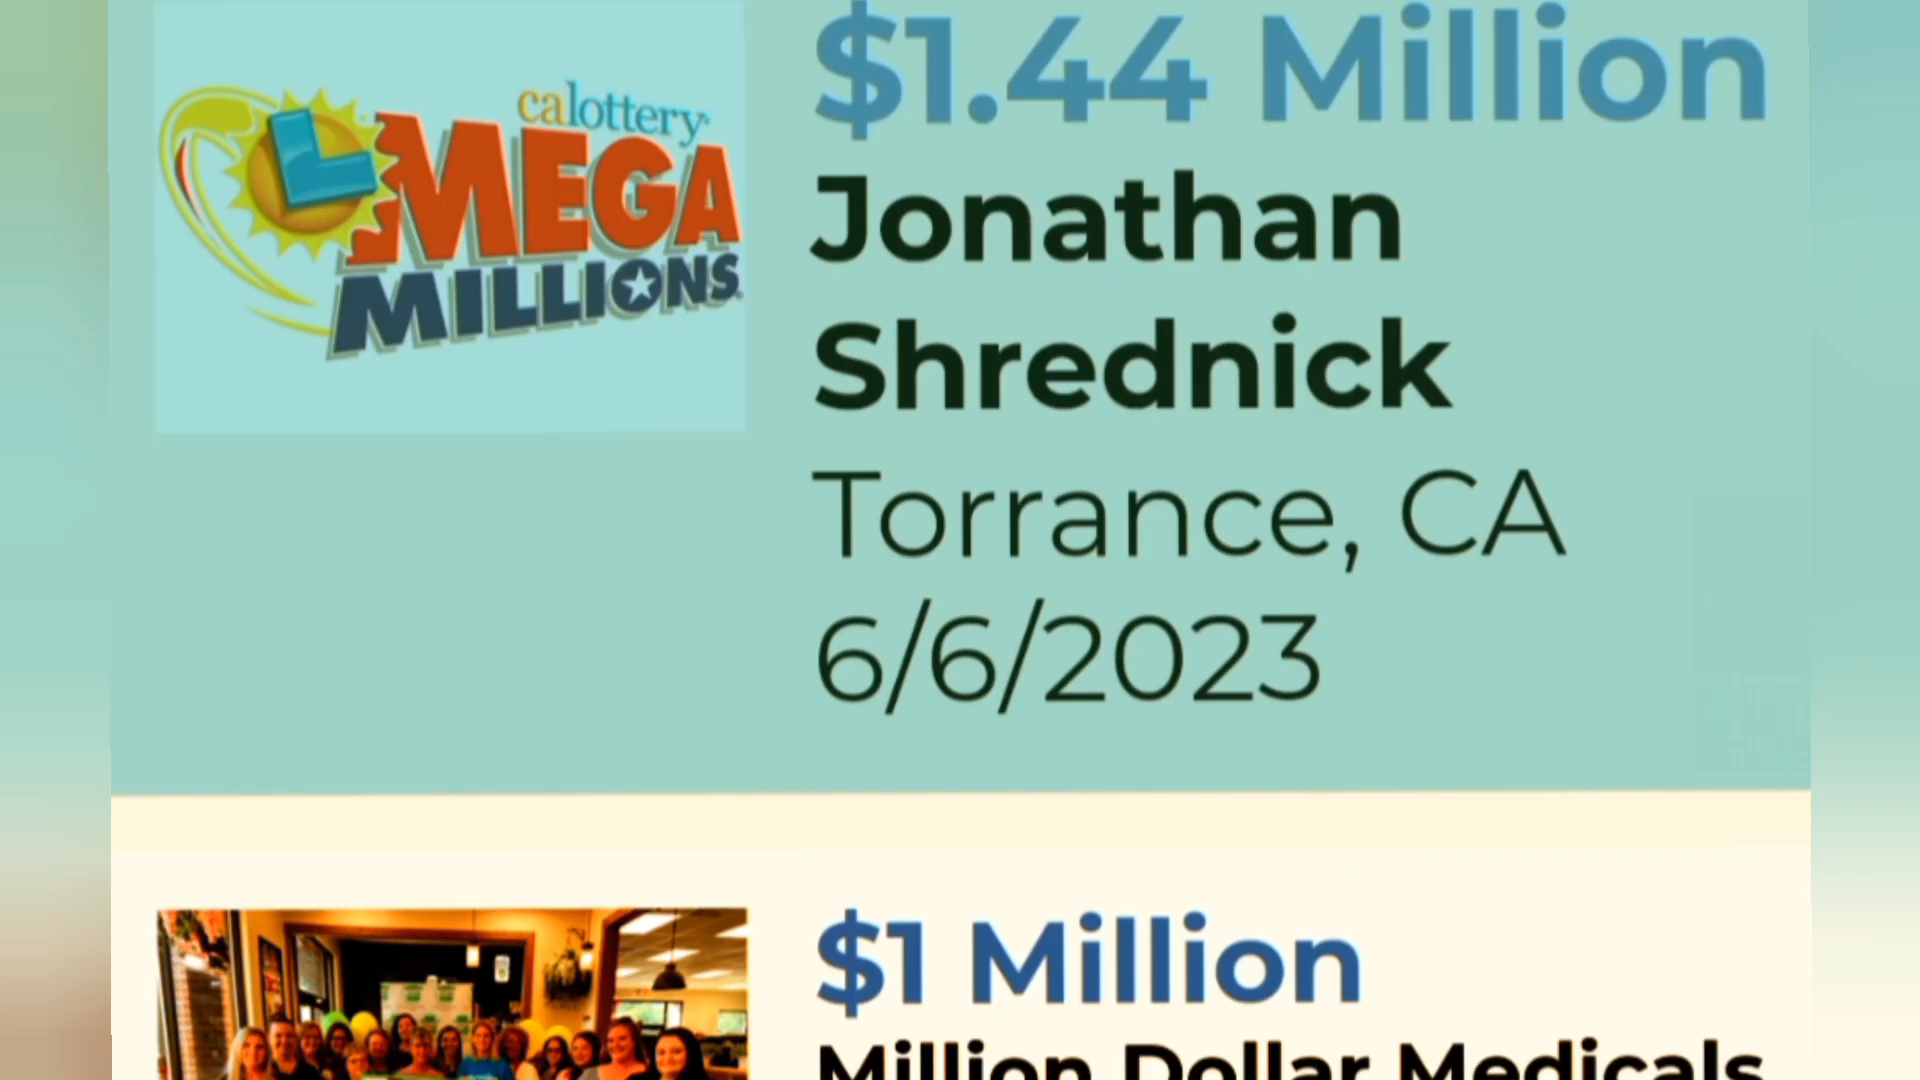 $1.44 Million
calottery
MEGA
MILLIONS
Jonathan
Shrednick
Torrance, CA
6/6/2023
$1 Million
Million Dollar Medicals